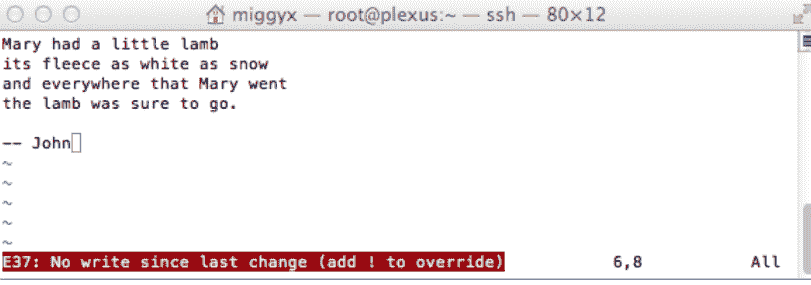 miggyx — root@plexus:~ — ssh — 80×12
Mary had a little lamb
its fleece as white as snow
and everywhere that Mary went
the lamb was sure to go.
-- John
~
~
~
~
~
E37: No write since last change (add ! to override) 6,8 All